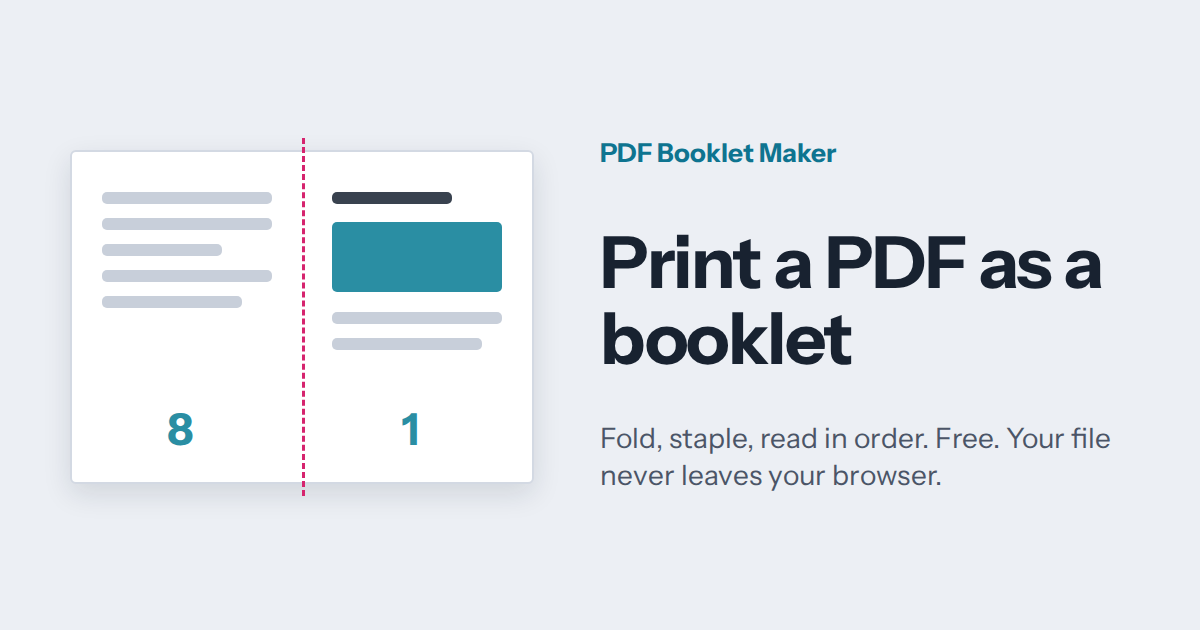 PDF Booklet Maker
Print a PDF as a
booklet
Fold, staple, read in order. Free. Your file
never leaves your browser.
8
1